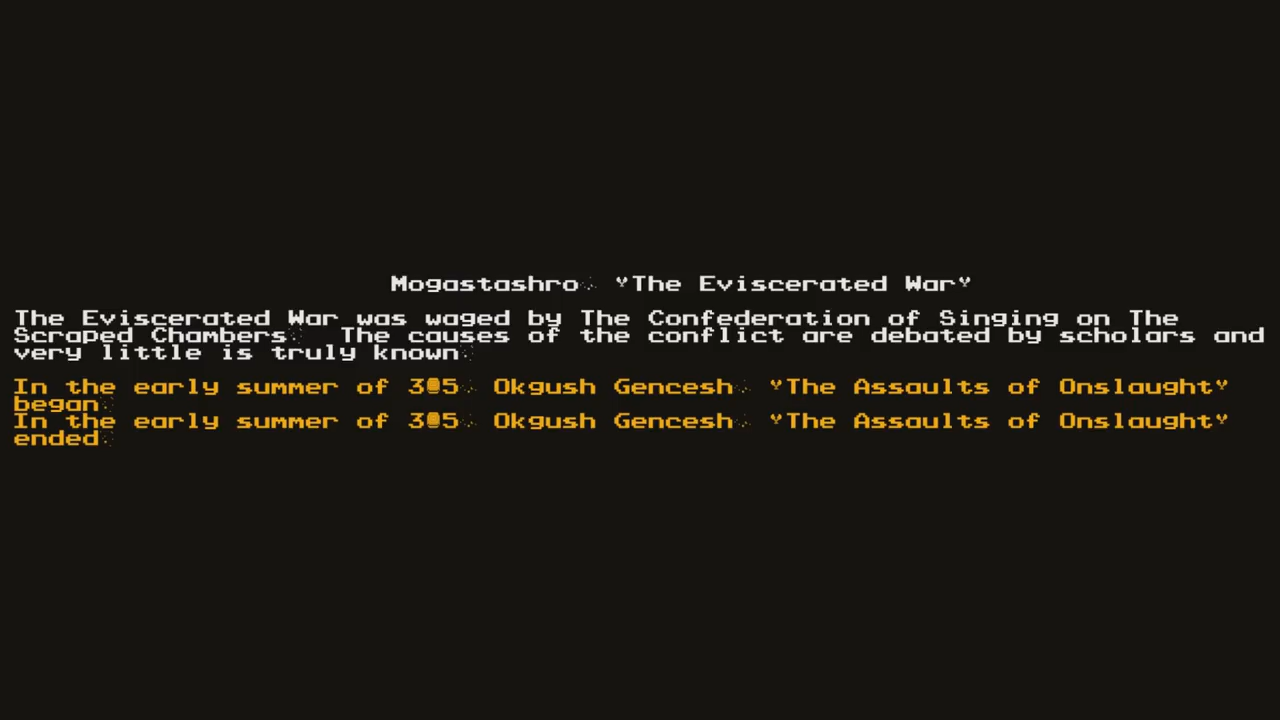 Mogastashro, "The Eviscerated War"
The Eviscerated War was waged by The Confederation of Singing on The
Scraped Chambers.  The causes of the conflict are debated by scholars and
very little is truly known.
In the early summer of 305, Okgush Gencesh, "The Assaults of Onslaught"
began.
In the early summer of 305, Okgush Gencesh, "The Assaults of Onslaught"
ended.